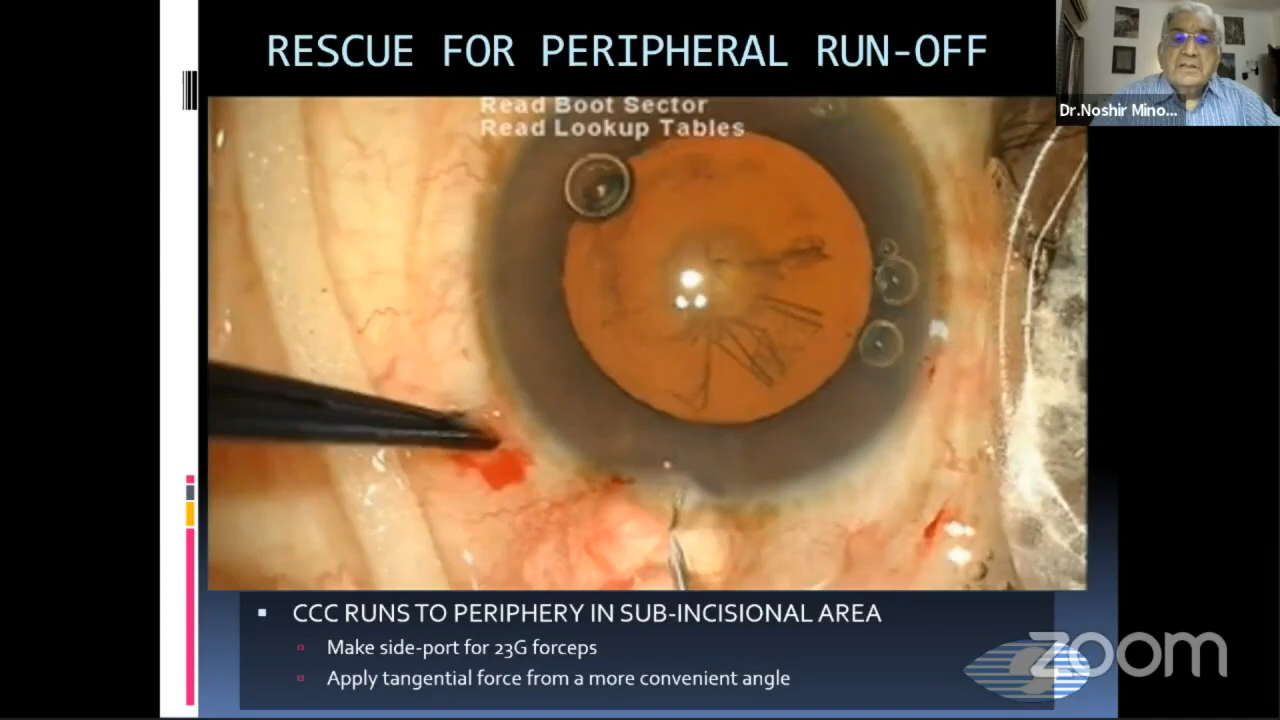 RESCUE FOR PERIPHERAL RUN-OFF
Dr.Noshir Mino...
Read Boot Sector
Read Lookup Tables
CCC RUNS TO PERIPHERY IN SUB-INCISIONAL AREA
Make side-port for 23G forceps
Apply tangential force from a more convenient angle
zoom